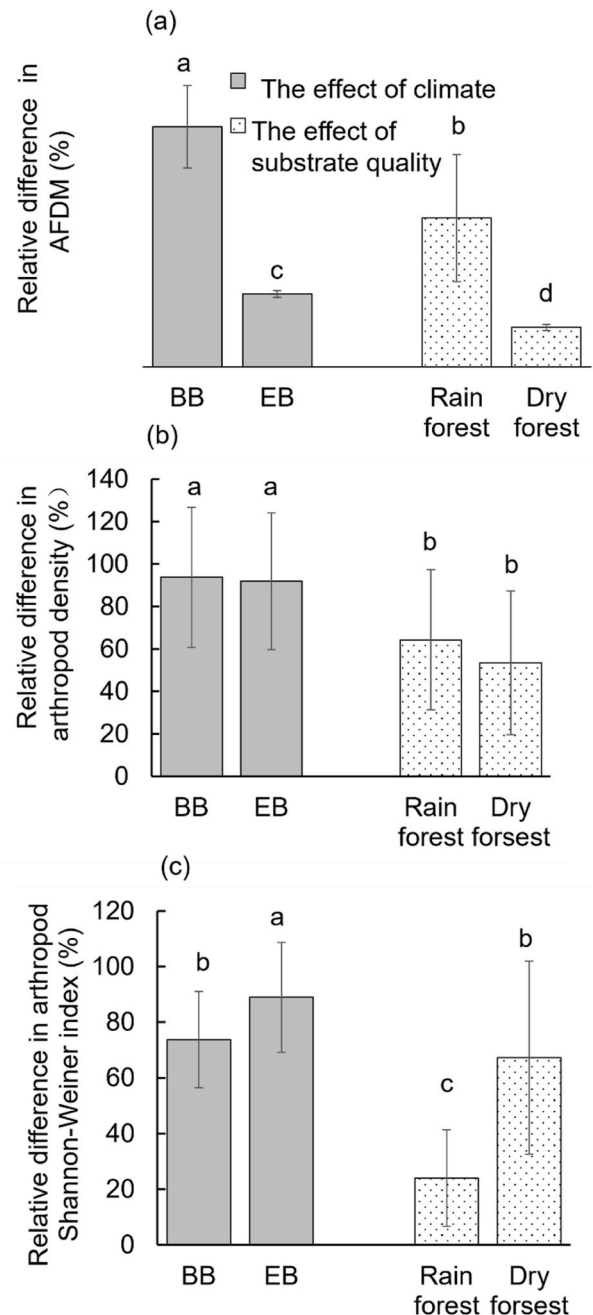 (a)
Relative difference in
AFDM (%)
a
The effect of climate
The effect of
substrate quality
b
c
d
BB
EB
Rain
forest
Dry
forest
(b)
Relative difference in
arthropod density (%)
140
120
100
80
60
40
20
0
a
a
b
b
BB
EB
Rain
forest
Dry
forsest
(c)
Relative difference in arthropod
Shannon-Weiner index (%)
120
100
80
60
40
20
0
b
a
c
b
BB
EB
Rain
forest
Dry
forsest